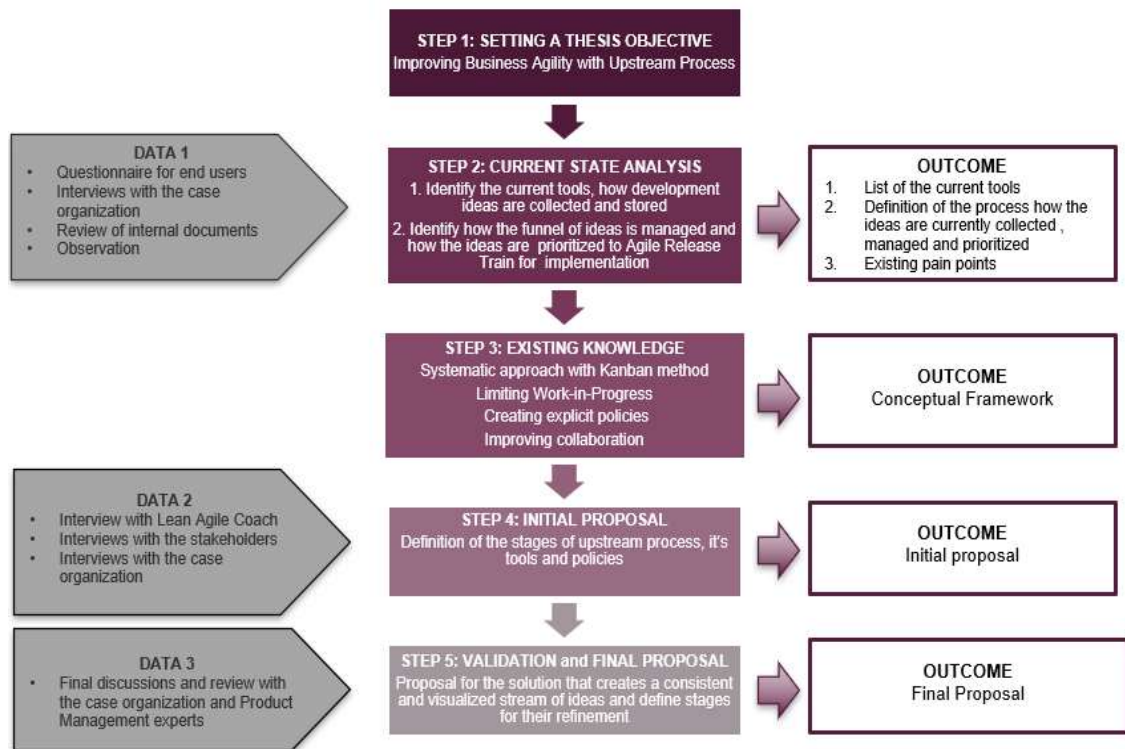 STEP 1: SETTING A THESIS OBJECTIVE
Improving Business Agility with Upstream Process
DATA 1
• Questionnaire for end users
• Interviews with the case
organization
• Review of internal documents
• Observation
STEP 2: CURRENT STATE ANALYSIS
1. Identify the current tools, how development
ideas are collected and stored
2. Identify how the funnel of ideas is managed and
how the ideas are prioritized to Agile Release
Train for implementation
OUTCOME
1. List of the current tools
2. Definition of the process how the
ideas are currently collected ,
managed and prioritized
3. Existing pain points
STEP 3: EXISTING KNOWLEDGE
Systematic approach with Kanban method
Limiting Work-in-Progress
Creating explicit policies
Improving collaboration
OUTCOME
Conceptual Framework
DATA 2
• Interview with Lean Agile Coach
• Interviews with the stakeholders
• Interviews with the case
organization
STEP 4: INITIAL PROPOSAL
Definition of the stages of upstream process, it's
tools and policies
OUTCOME
Initial proposal
DATA 3
• Final discussions and review with
the case organization and Product
Management experts
STEP 5: VALIDATION and FINAL PROPOSAL
Proposal for the solution that creates a consistent
and visualized stream of ideas and define stages
for their refinement
OUTCOME
Final Proposal